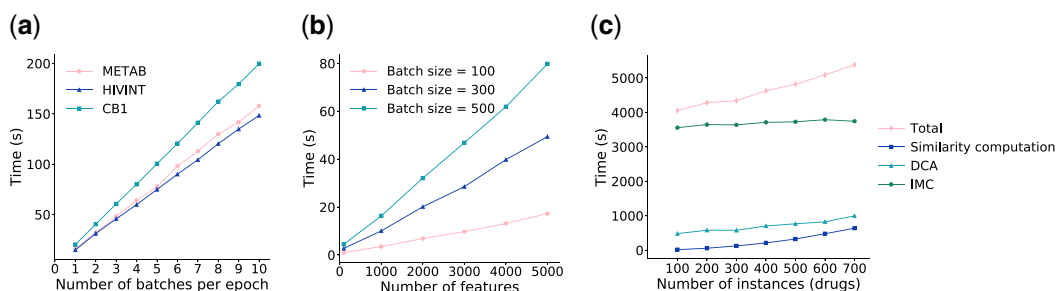 (a)
Time (s)
200
150
100
50
METAB
HIVINT
CB1
0 1 2 3 4 5 6 7 8 9 10
Number of batches per epoch
(b)
Time (s)
80
60
40
20
0
Batch size = 100
Batch size = 300
Batch size = 500
0 1000 2000 3000 4000 5000
Number of features
(c)
Time (s)
5000
4000
3000
2000
1000
0
100 200 300 400 500 600 700
Number of instances (drugs)
Total
Similarity computation
DCA
IMC